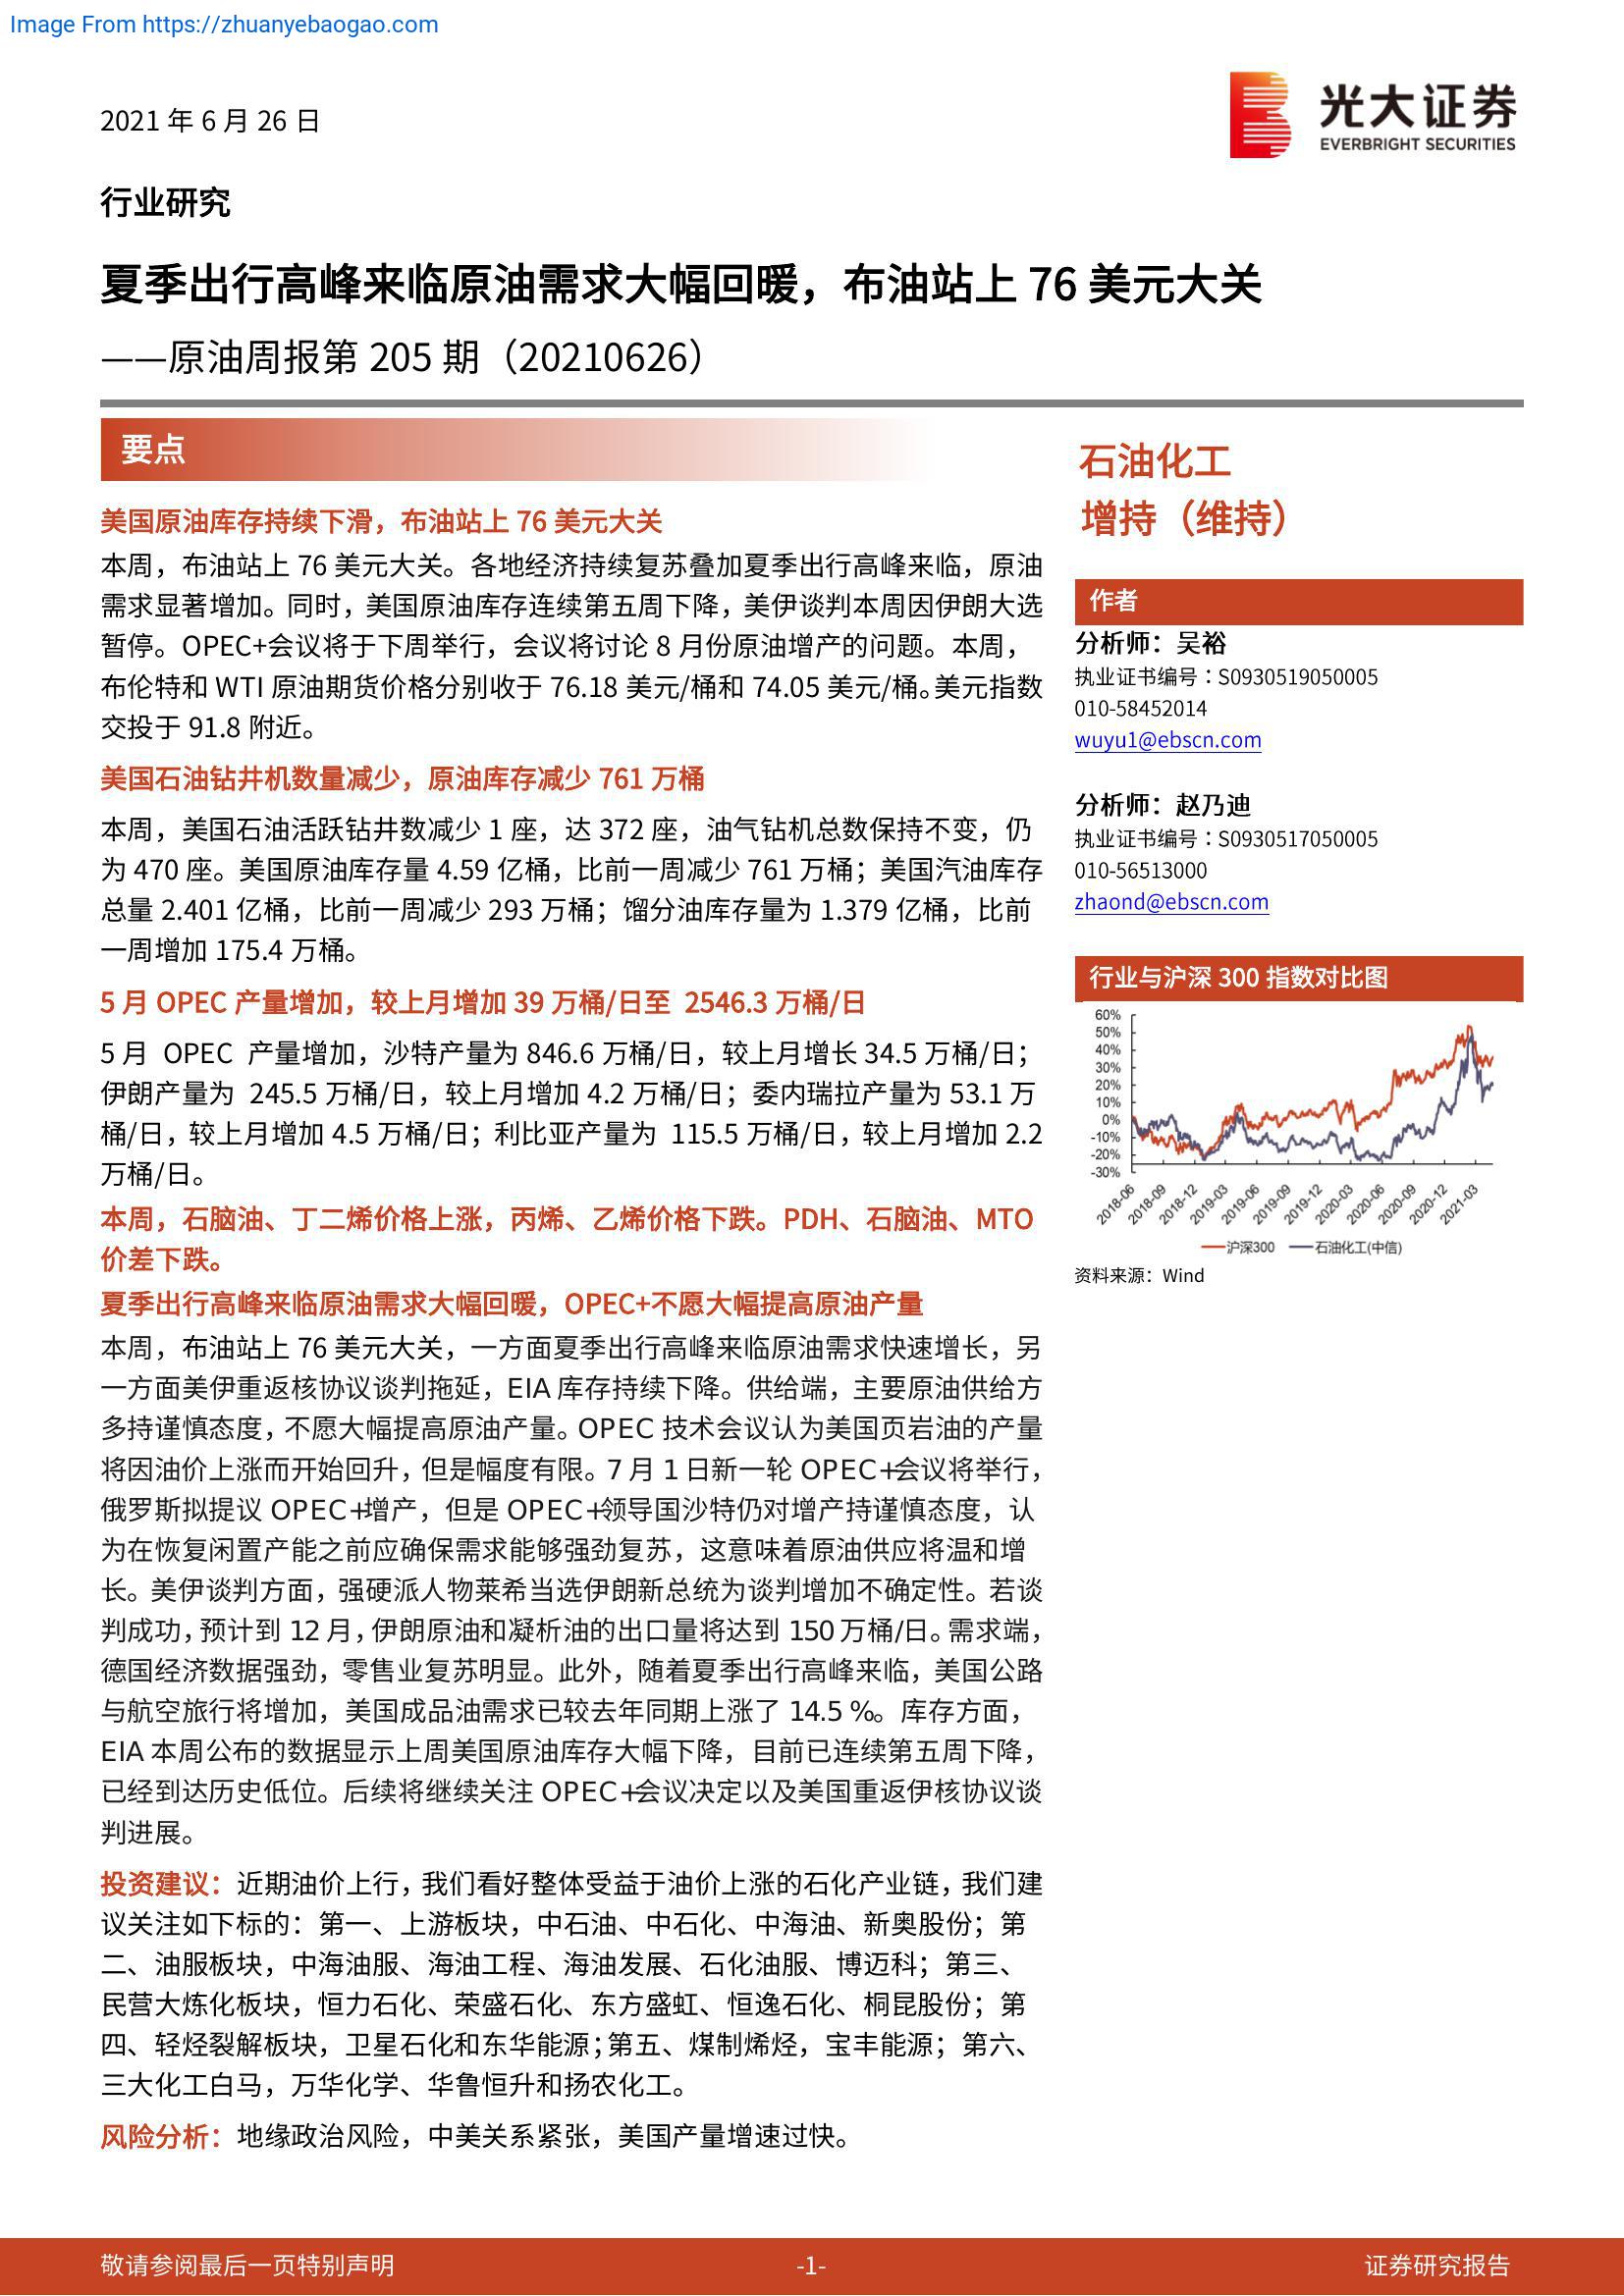 Image From https://zhuanyebaogao.com
2021 年 6 月 26 日
光大证券
EVERBRIGHT SECURITIES
行业研究
夏季出行高峰来临原油需求大幅回暖，布油站上 76 美元大关
——原油周报第 205 期（20210626）
要点
美国原油库存持续下滑，布油站上 76 美元大关
本周，布油站上 76 美元大关。各地经济持续复苏叠加夏季出行高峰来临，原油
需求显著增加。同时，美国原油库存连续第五周下降，美伊谈判本周因伊朗大选
暂停。OPEC+会议将于下周举行，会议将讨论 8 月份原油增产的问题。本周，
布伦特和 WTI 原油期货价格分别收于 76.18 美元/桶和 74.05 美元/桶。美元指数
交投于 91.8 附近。
美国石油钻井机数量减少，原油库存减少 761 万桶
本周，美国石油活跃钻井数减少 1 座，达 372 座，油气钻机总数保持不变，仍
为 470 座。美国原油库存量 4.59 亿桶，比前一周减少 761 万桶；美国汽油库存
总量 2.401 亿桶，比前一周减少 293 万桶；馏分油库存量为 1.379 亿桶，比前
一周增加 175.4 万桶。
5 月 OPEC 产量增加，较上月增加 39 万桶/日至 2546.3 万桶/日
5 月 OPEC 产量增加，沙特产量为 846.6 万桶/日，较上月增长 34.5 万桶/日；
伊朗产量为 245.5 万桶/日，较上月增加 4.2 万桶/日；委内瑞拉产量为 53.1 万
桶/日，较上月增加 4.5 万桶/日；利比亚产量为 115.5 万桶/日，较上月增加 2.2
万桶/日。
本周，石脑油、丁二烯价格上涨，丙烯、乙烯价格下跌。PDH、石脑油、MTO
价差下跌。
夏季出行高峰来临原油需求大幅回暖，OPEC+不愿大幅提高原油产量
本周，布油站上 76 美元大关，一方面夏季出行高峰来临原油需求快速增长，另
一方面美伊重返核协议谈判拖延，EIA 库存持续下降。供给端，主要原油供给方
多持谨慎态度，不愿大幅提高原油产量。OPEC 技术会议认为美国页岩油的产量
将因油价上涨而开始回升，但是幅度有限。7 月 1 日新一轮 OPEC+会议将举行，
俄罗斯拟提议 OPEC+增产，但是 OPEC+领导国沙特仍对增产持谨慎态度，认
为在恢复闲置产能之前应确保需求能够强劲复苏，这意味着原油供应将温和增
长。美伊谈判方面，强硬派人物莱希当选伊朗新总统为谈判增加不确定性。若谈
判成功，预计到 12 月，伊朗原油和凝析油的出口量将达到 150 万桶/日。需求端，
德国经济数据强劲，零售业复苏明显。此外，随着夏季出行高峰来临，美国公路
与航空旅行将增加，美国成品油需求已较去年同期上涨了 14.5 %。库存方面，
EIA 本周公布的数据显示上周美国原油库存大幅下降，目前已连续第五周下降，
已经到达历史低位。后续将继续关注 OPEC+会议决定以及美国重返伊核协议谈
判进展。
投资建议：近期油价上行，我们看好整体受益于油价上涨的石化产业链，我们建
议关注如下标的：第一、上游板块，中石油、中石化、中海油、新奥股份；第
二、油服板块，中海油服、海油工程、海油发展、石化油服、博迈科；第三、
民营大炼化板块，恒力石化、荣盛石化、东方盛虹、恒逸石化、桐昆股份；第
四、轻烃裂解板块，卫星石化和东华能源；第五、煤制烯烃，宝丰能源；第六、
三大化工白马，万华化学、华鲁恒升和扬农化工。
风险分析：地缘政治风险，中美关系紧张，美国产量增速过快。
石油化工
增持（维持）
作者
分析师：吴裕
执业证书编号：S0930519050005
010-58452014
wuyu1@ebscn.com
分析师：赵乃迪
执业证书编号：S0930517050005
010-56513000
zhaond@ebscn.com
行业与沪深 300 指数对比图
60%
50%
40%
30%
20%
10%
0%
-10%
-20%
-30%
2018-06
2018-09
2018-12
2019-03
2019-06
2019-09
2019-12
2020-03
2020-06
2020-09
2020-12
2021-03
沪深300 石油化工(中信)
资料来源：Wind
敬请参阅最后一页特别声明
-1-
证券研究报告